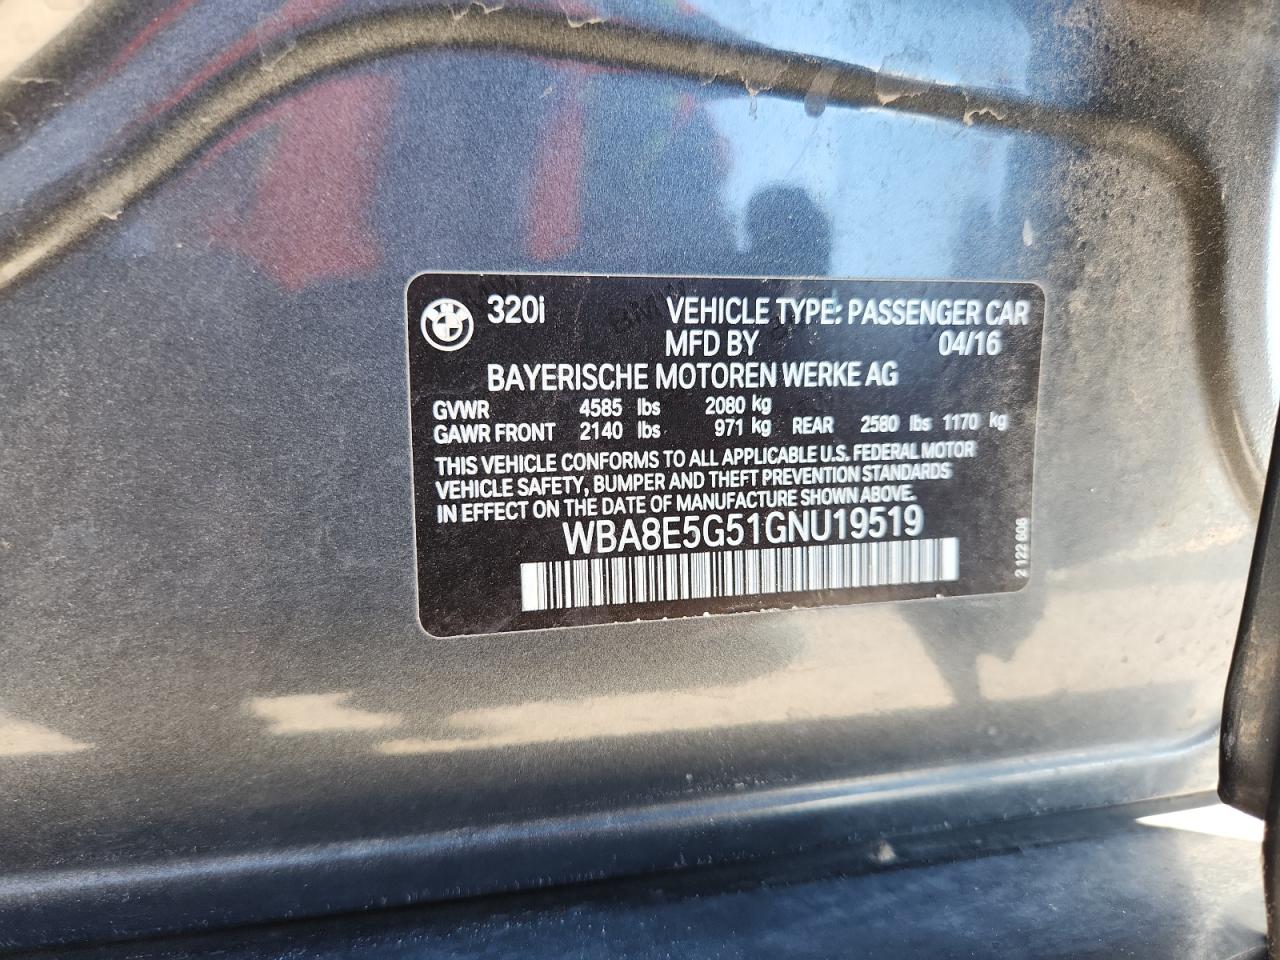 320i VEHICLE TYPE: PASSENGER CAR
MFD BY 04/16
BAYERISCHE MOTOREN WERKE AG
GVWR 4585 lbs 2080 kg
GAWR FRONT 2140 lbs 971 kg REAR 2580 lbs 1170 kg
THIS VEHICLE CONFORMS TO ALL APPLICABLE U.S. FEDERAL MOTOR
VEHICLE SAFETY, BUMPER AND THEFT PREVENTION STANDARDS
IN EFFECT ON THE DATE OF MANUFACTURE SHOWN ABOVE.
WBA8E5G51GNU19519
2 122 606